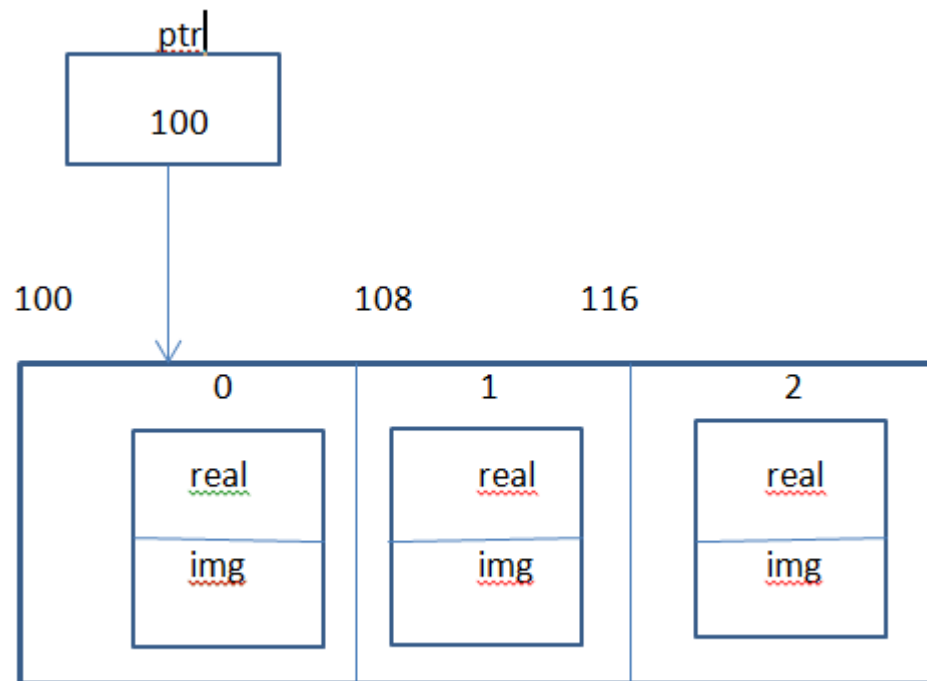 ptr
100
100 108 116
0 1 2
real real real
img img img